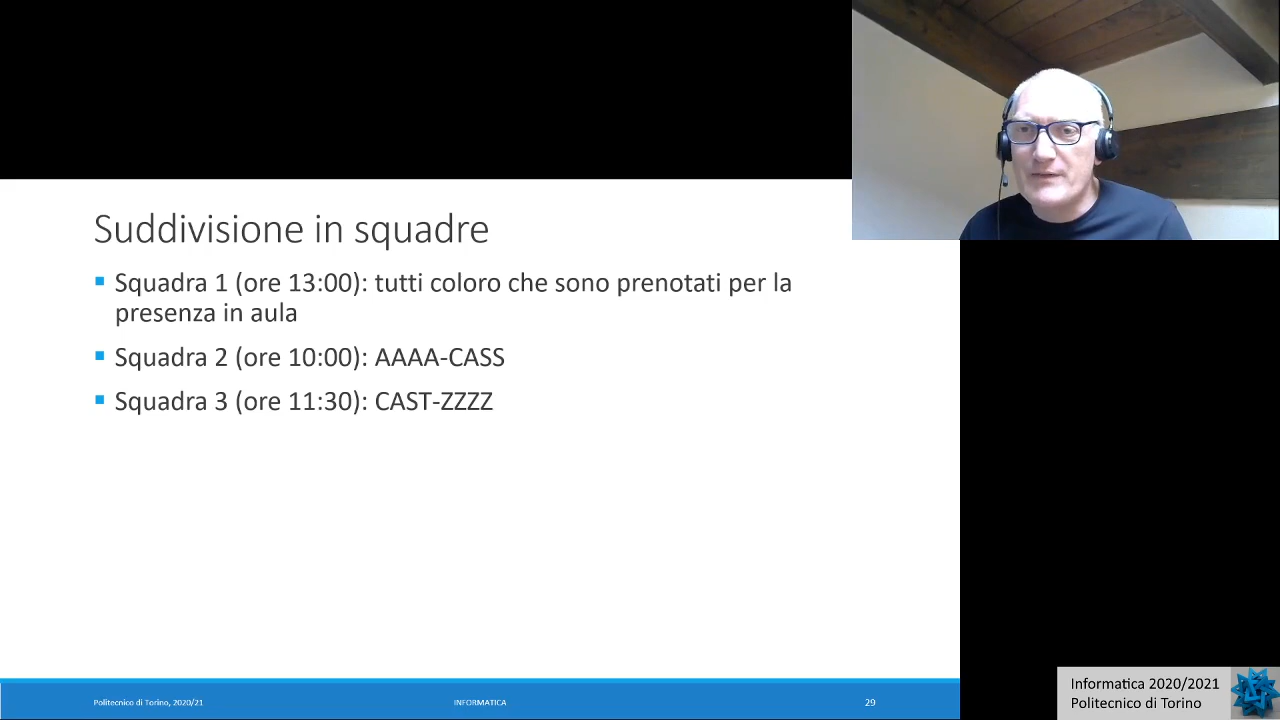 Suddivisione in squadre
Squadra 1 (ore 13:00): tutti coloro che sono prenotati per la
presenza in aula
Squadra 2 (ore 10:00): AAAA-CASS
Squadra 3 (ore 11:30): CAST-ZZZZ
Politecnico di Torino, 2020/21
INFORMATICA
29
Informatica 2020/2021
Politecnico di Torino